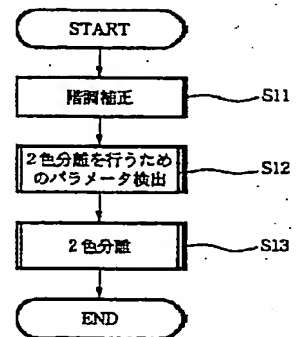 START
階調補正
S11
2色分離を行うため
のパラメータ検出
S12
2色分離
S13
END